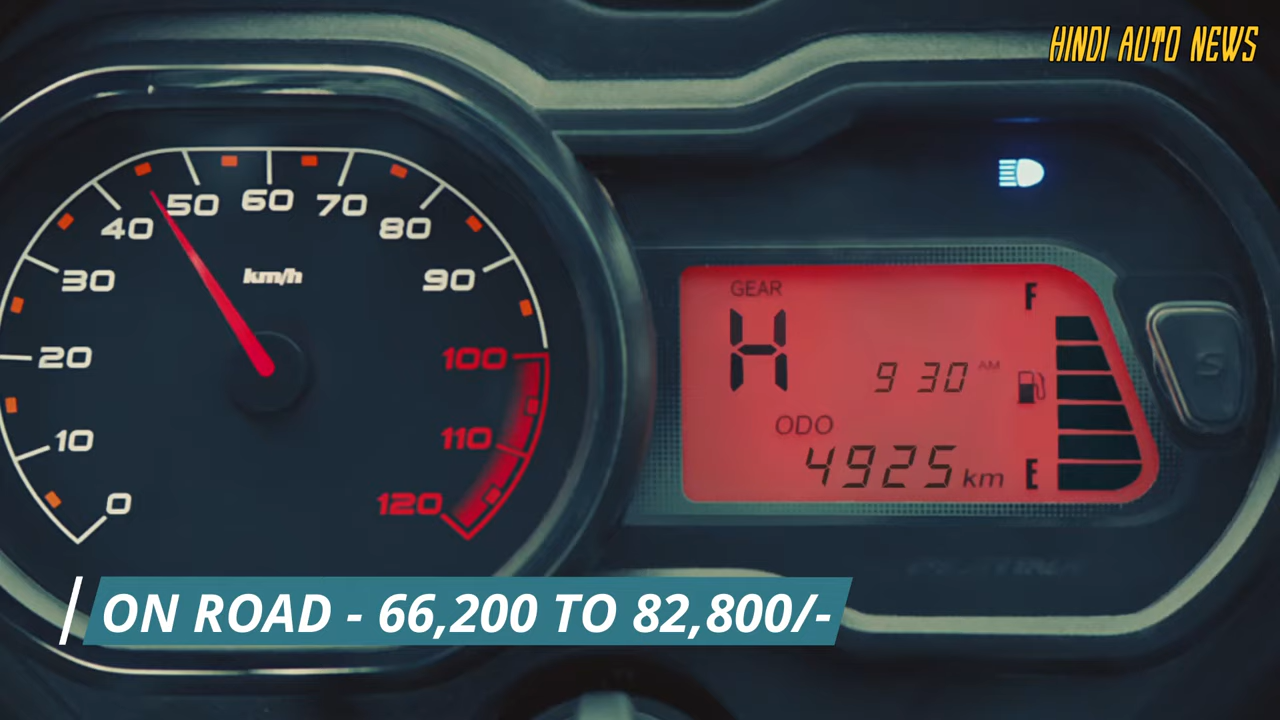 HINDI AUTO NEWS
50 60 70
40 80
km/h
30 90
20 100
10 110
0 120
GEAR F
H
9 30 AM
ODO
4925 km E
S
ON ROAD - 66,200 TO 82,800/-